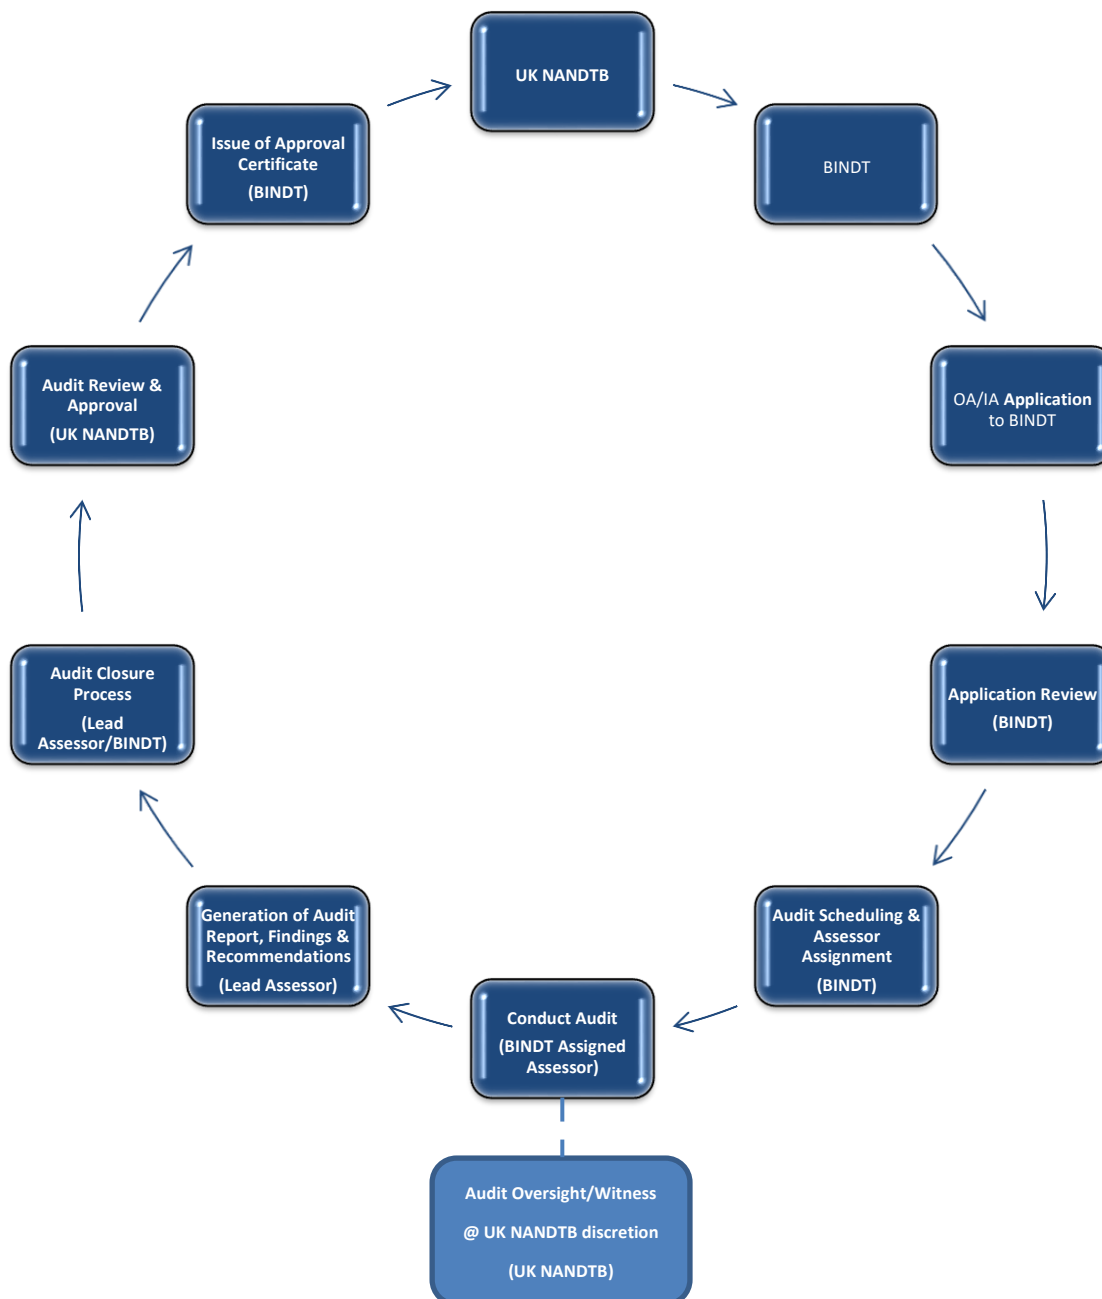 UK NANDTB
BINDT
OA/IA Application
to BINDT
Application Review
(BINDT)
Audit Scheduling &
Assessor
Assignment
(BINDT)
Conduct Audit
(BINDT Assigned
Assessor)
Audit Oversight/Witness
@ UK NANDTB discretion
(UK NANDTB)
Generation of Audit
Report, Findings &
Recommendations
(Lead Assessor)
Audit Closure
Process
(Lead
Assessor/BINDT)
Audit Review &
Approval
(UK NANDTB)
Issue of Approval
Certificate
(BINDT)